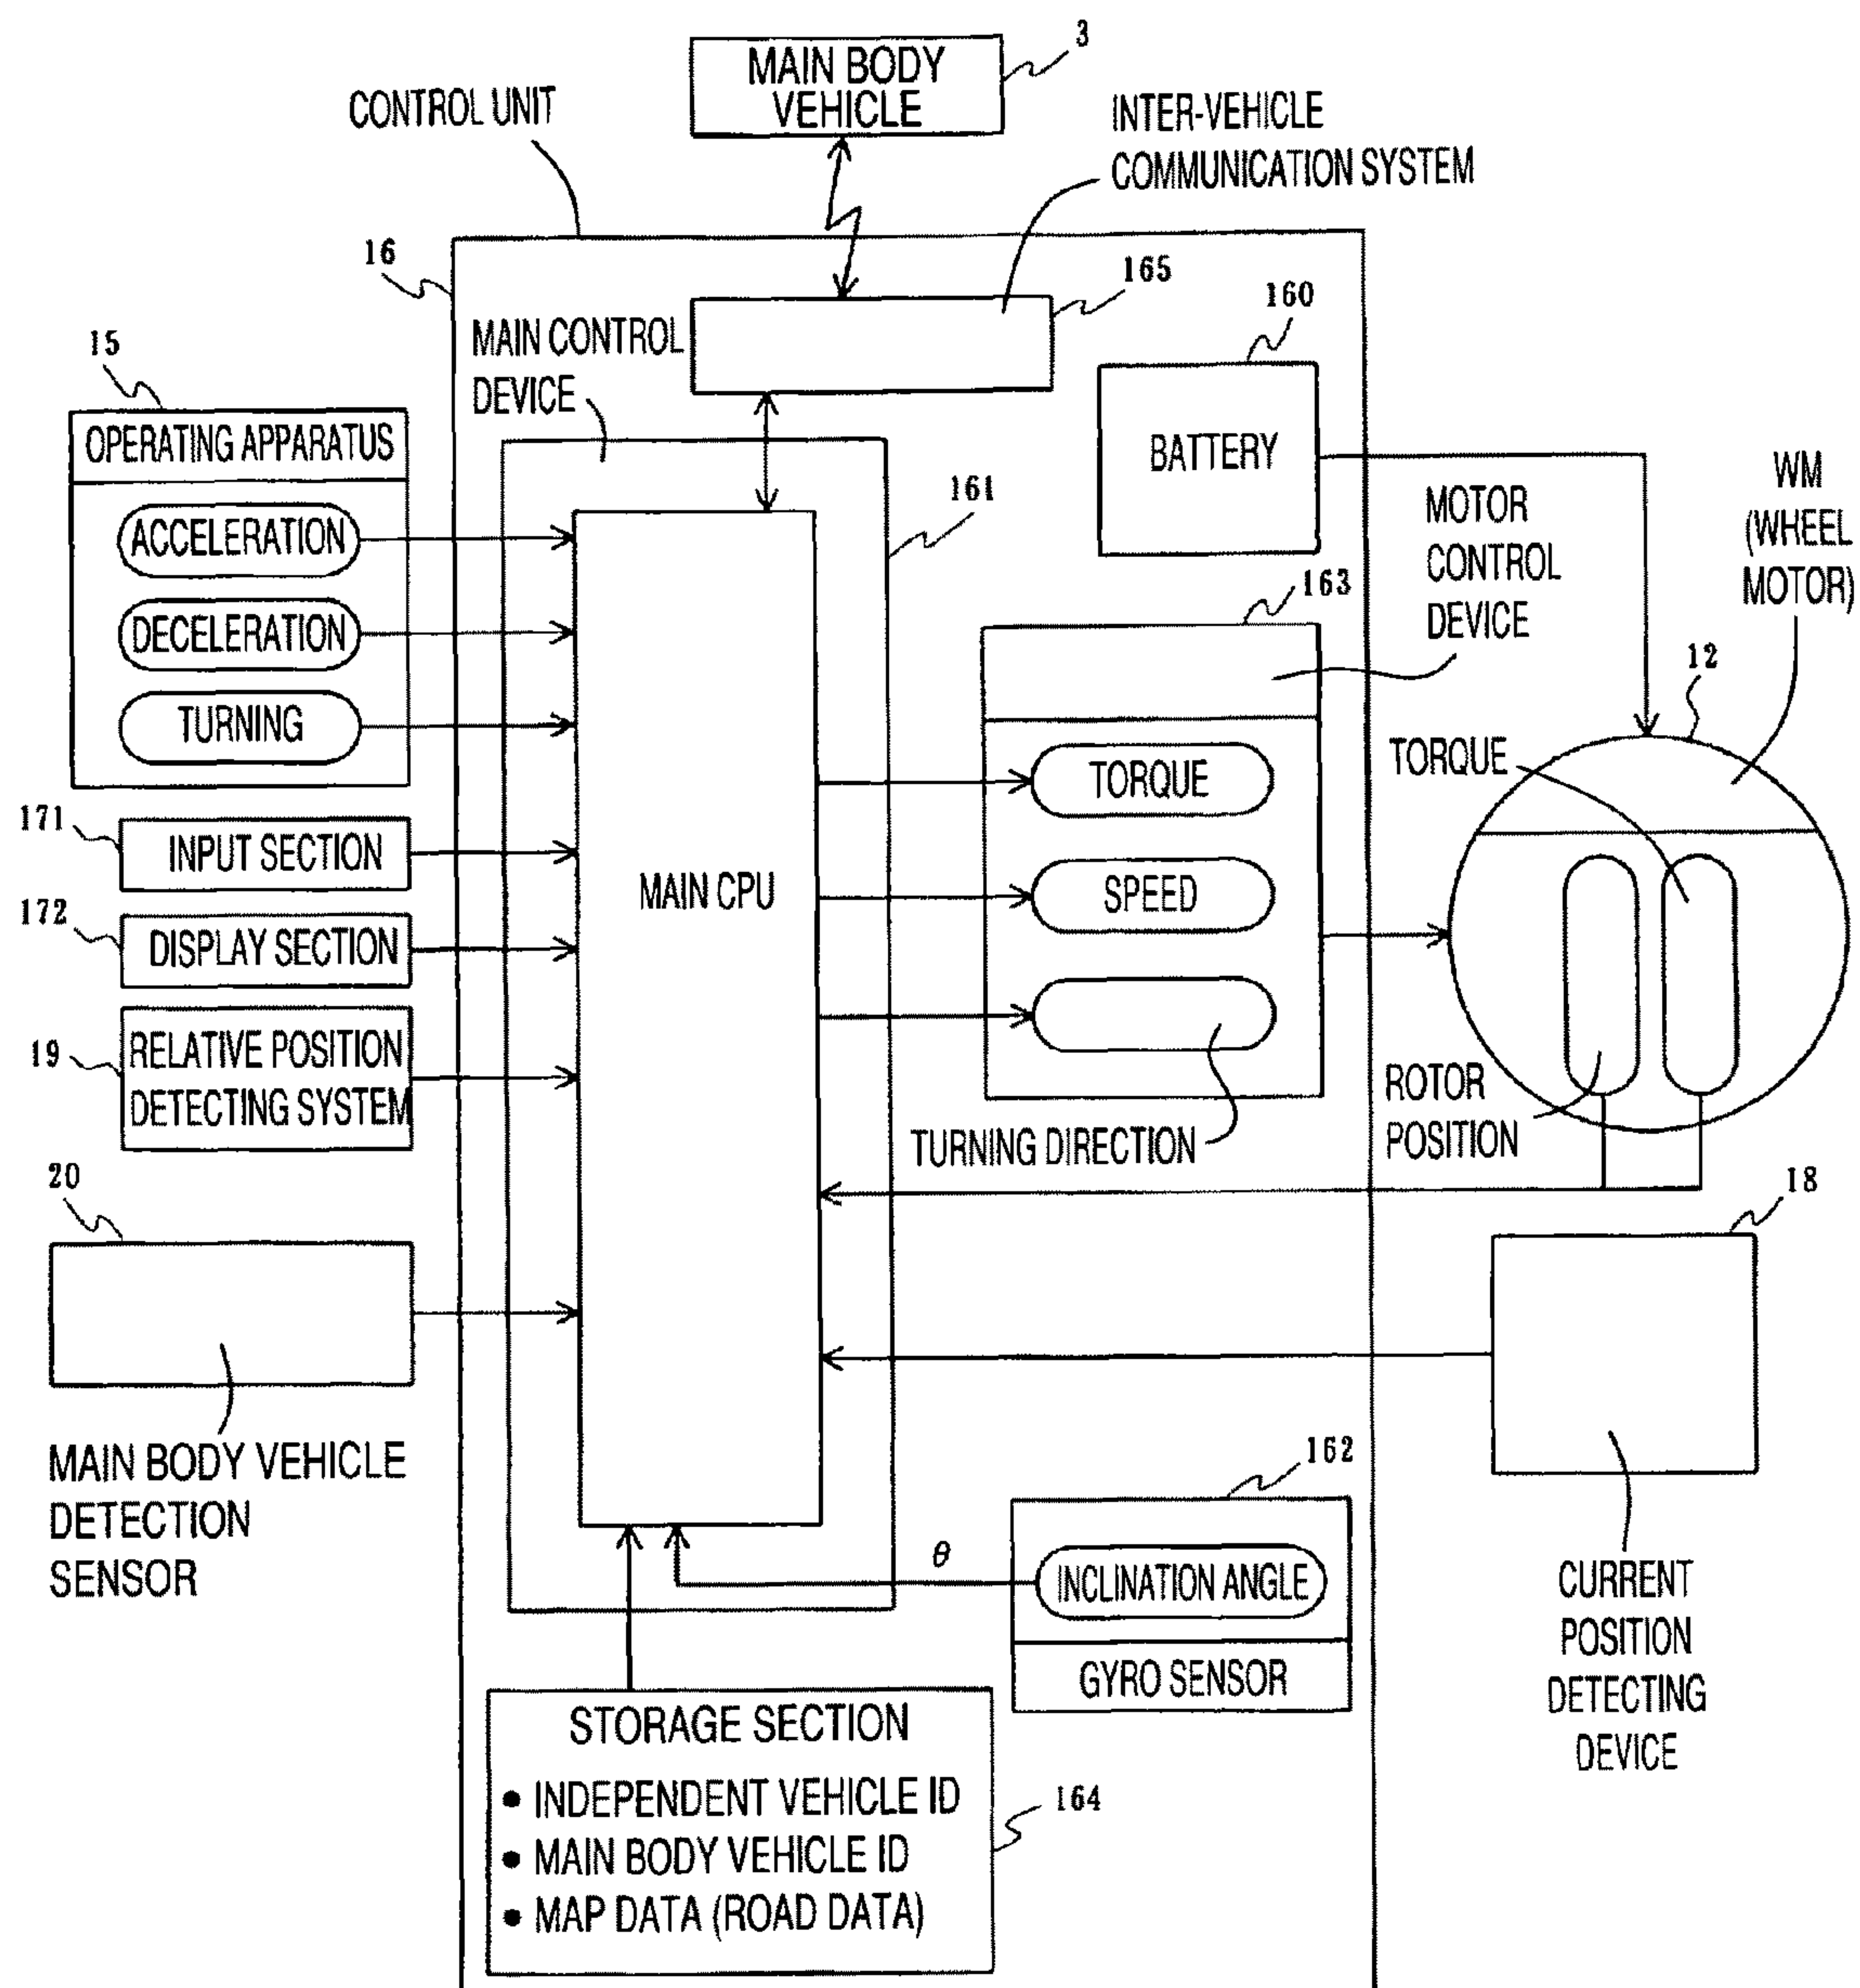 3
MAIN BODY
VEHICLE
CONTROL UNIT
INTER-VEHICLE
COMMUNICATION SYSTEM
16
165
160
MAIN CONTROL
DEVICE
15
OPERATING APPARATUS
ACCELERATION
DECELERATION
TURNING
BATTERY
161
MOTOR
CONTROL
DEVICE
WM
(WHEEL
MOTOR)
163
12
TORQUE
171
INPUT SECTION
172
DISPLAY SECTION
19
RELATIVE POSITION
DETECTING SYSTEM
MAIN CPU
TORQUE
SPEED
TURNING DIRECTION
ROTOR
POSITION
20
18
MAIN BODY VEHICLE
DETECTION
SENSOR
162
θ
INCLINATION ANGLE
GYRO SENSOR
CURRENT
POSITION
DETECTING
DEVICE
STORAGE SECTION
• INDEPENDENT VEHICLE ID
• MAIN BODY VEHICLE ID
• MAP DATA (ROAD DATA)
164